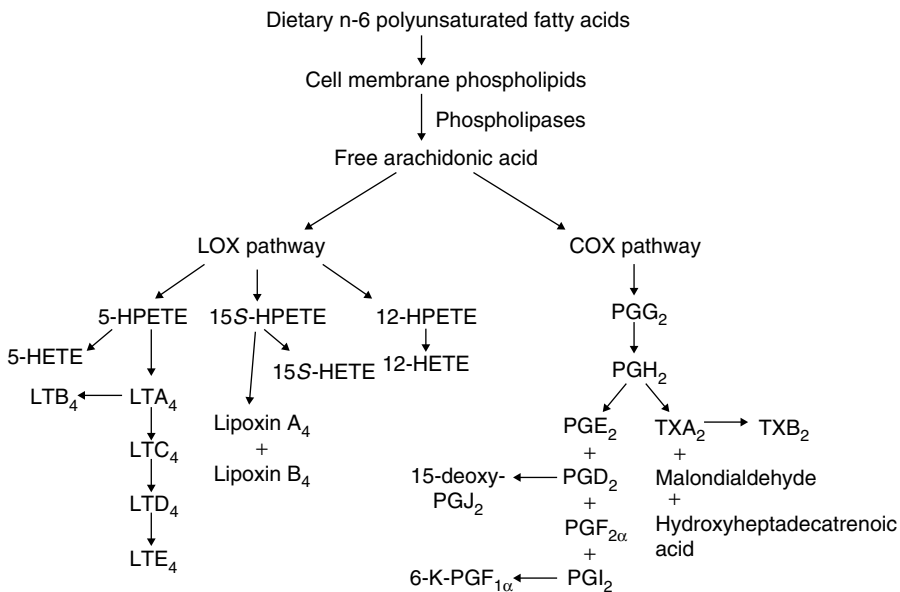 Dietary n-6 polyunsaturated fatty acids
Cell membrane phospholipids
Phospholipases
Free arachidonic acid
LOX pathway
COX pathway
5-HPETE
15S-HPETE
12-HPETE
PGG₂
5-HETE
15S-HETE
12-HETE
PGH₂
LTB₄
LTA₄
Lipoxin A₄
+
Lipoxin B₄
LTC₄
LTD₄
LTE₄
PGE₂
+
PGD₂
+
PGF₂α
+
PGI₂
15-deoxy-
PGJ₂
6-K-PGF₁α
TXA₂
TXB₂
+
Malondialdehyde
+
Hydroxyheptadecatrenoic
acid